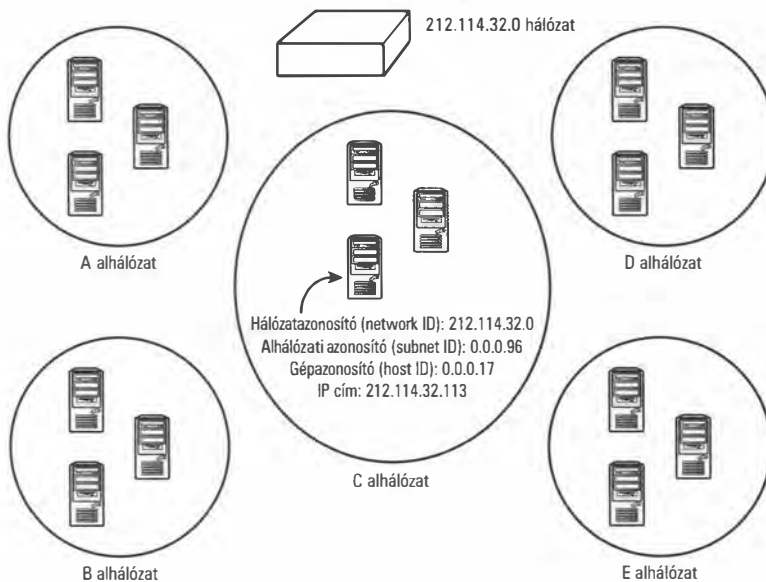 212.114.32.0 hálózat
A alhálózat
D alhálózat
Hálózatazonosító (network ID): 212.114.32.0
Alhálózati azonosító (subnet ID): 0.0.0.96
Gépazonosító (host ID): 0.0.0.17
IP cím: 212.114.32.113
C alhálózat
B alhálózat
E alhálózat